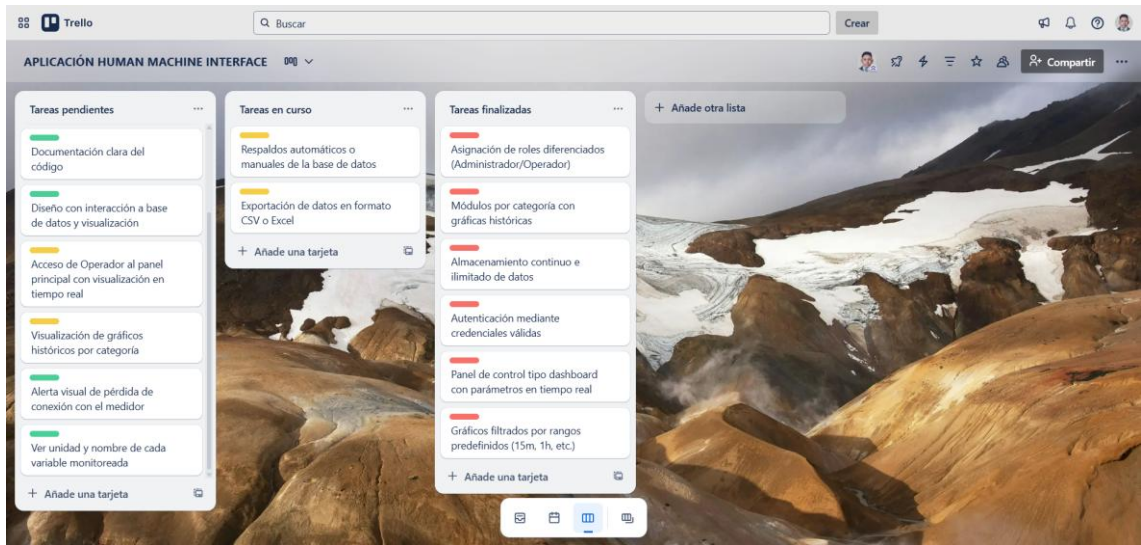 Trello
Buscar
Crear
APLICACIÓN HUMAN MACHINE INTERFACE
Compartir
Tareas pendientes
Documentación clara del
código
Diseño con interacción a base
de datos y visualización
Acceso de Operador al panel
principal con visualización en
tiempo real
Visualización de gráficos
históricos por categoría
Alerta visual de pérdida de
conexión con el medidor
Ver unidad y nombre de cada
variable monitoreada
+ Añade una tarjeta
Tareas en curso
Respaldos automáticos o
manuales de la base de datos
Exportación de datos en formato
CSV o Excel
+ Añade una tarjeta
Tareas finalizadas
Asignación de roles diferenciados
(Administrador/Operador)
Módulos por categoría con
gráficas históricas
Almacenamiento continuo e
ilimitado de datos
Autenticación mediante
credenciales válidas
Panel de control tipo dashboard
con parámetros en tiempo real
Gráficos filtrados por rangos
predefinidos (15m, 1h, etc.)
+ Añade una tarjeta
+ Añade otra lista